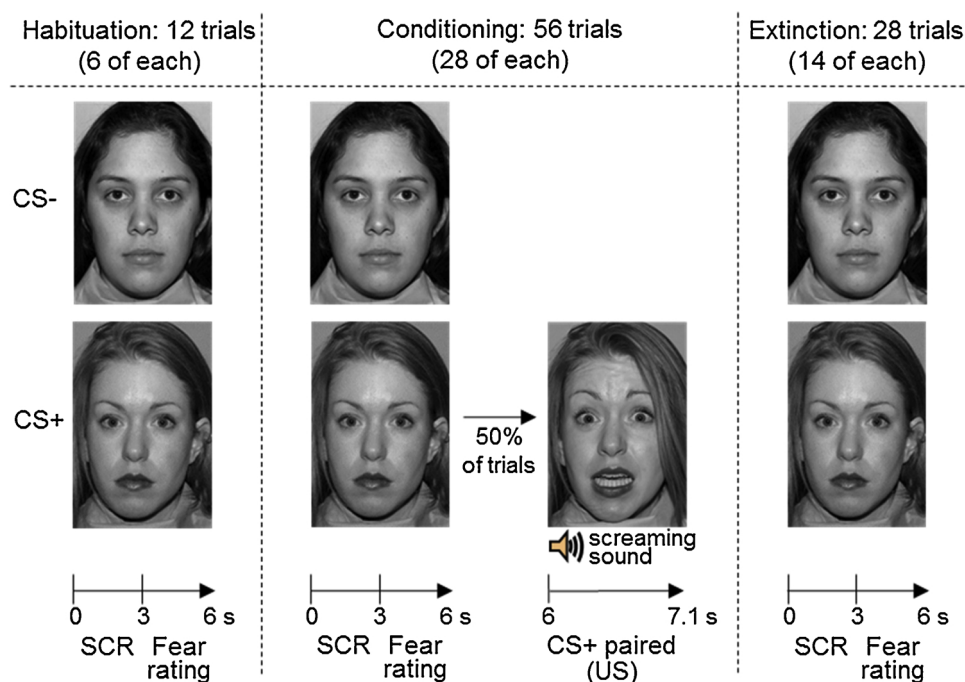 Habituation: 12 trials
(6 of each)
Conditioning: 56 trials
(28 of each)
Extinction: 28 trials
(14 of each)
CS-
CS+
50%
of trials
screaming
sound
0 3 6 s
SCR Fear
rating
0 3 6 s
SCR Fear
rating
6 7.1 s
CS+ paired
(US)
0 3 6 s
SCR Fear
rating